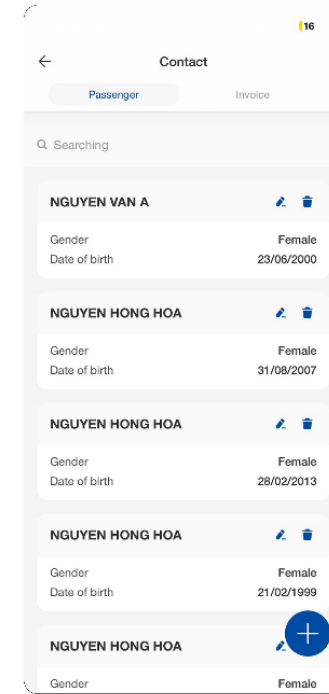 16
Contact
Passenger Invoice
Searching
NGUYEN VAN A
Gender Female
Date of birth 23/06/2000
NGUYEN HONG HOA
Gender Female
Date of birth 31/08/2007
NGUYEN HONG HOA
Gender Female
Date of birth 28/02/2013
NGUYEN HONG HOA
Gender Female
Date of birth 21/02/1999
NGUYEN HONG HOA
Gender Female